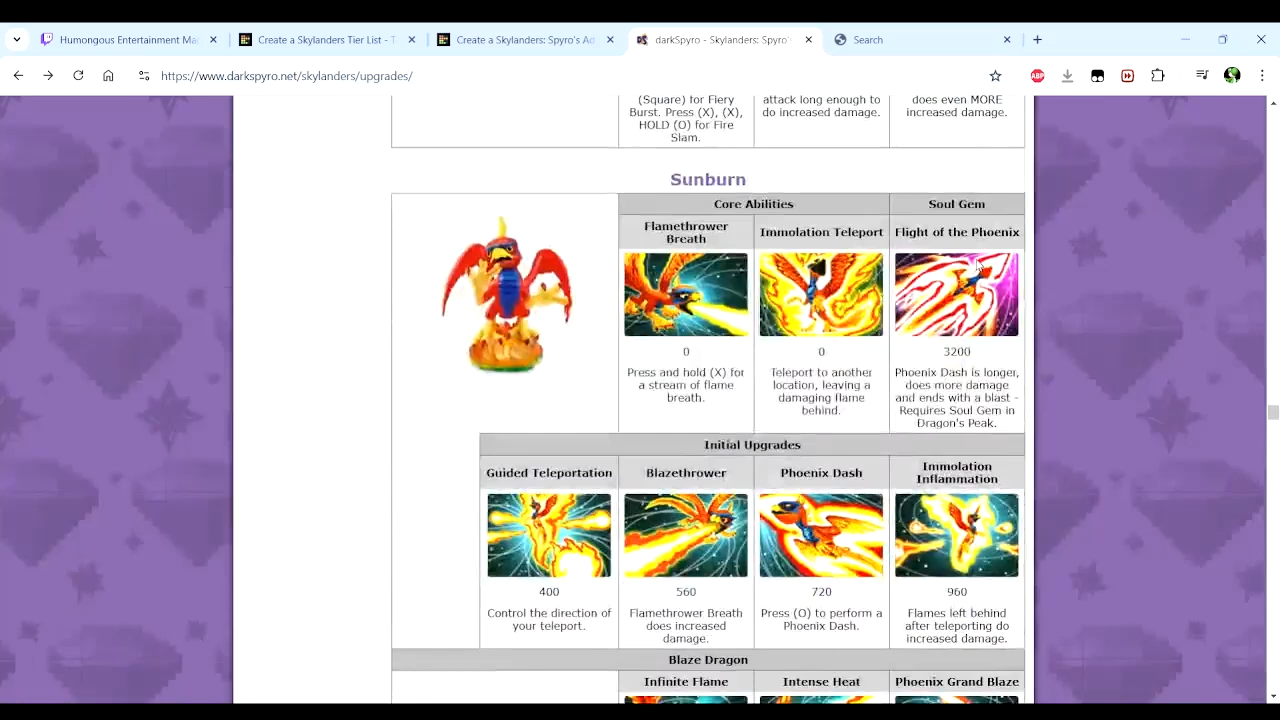 Humongous Entertainment Ma
Create a Skylanders Tier List - T
Create a Skylanders: Spyro's Ad
darkSpyro - Skylanders: Spyro'
Search
https://www.darkspyro.net/skylanders/upgrades/
ABP
(Square) for Fiery
Burst. Press (X), (X),
HOLD (O) for Fire
Slam.
attack long enough to
do increased damage.
does even MORE
increased damage.
Sunburn
Core Abilities
Soul Gem
Flamethrower
Breath
Immolation Teleport
Flight of the Phoenix
0
0
3200
Press and hold (X) for
a stream of flame
breath.
Teleport to another
location, leaving a
damaging flame
behind.
Phoenix Dash is longer,
does more damage
and ends with a blast -
Requires Soul Gem in
Dragon's Peak.
Initial Upgrades
Guided Teleportation
Blazethrower
Phoenix Dash
Immolation
Inflammation
400
560
720
960
Control the direction of
your teleport.
Flamethrower Breath
does increased
damage.
Press (O) to perform a
Phoenix Dash.
Flames left behind
after teleporting do
increased damage.
Blaze Dragon
Infinite Flame
Intense Heat
Phoenix Grand Blaze